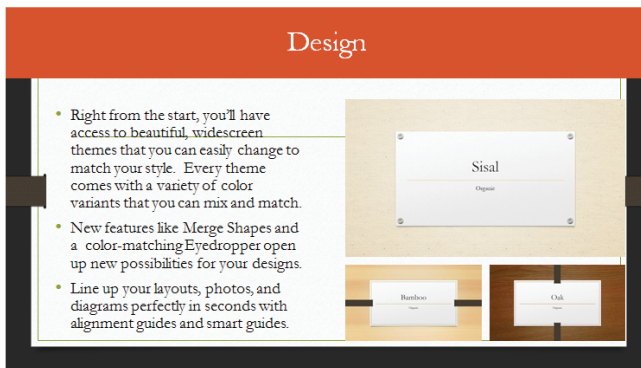 Design
• Right from the start, you'll have
access to beautiful, widescreen
themes that you can easily change to
match your style.  Every theme
comes with a variety of color
variants that you can mix and match.
• New features like Merge Shapes and
a  color-matching Eyedropper open
up new possibilities for your designs.
• Line up your layouts, photos, and
diagrams perfectly in seconds with
alignment guides and smart guides.
Sisal
Organic
Bamboo
Organic
Oak
Organic